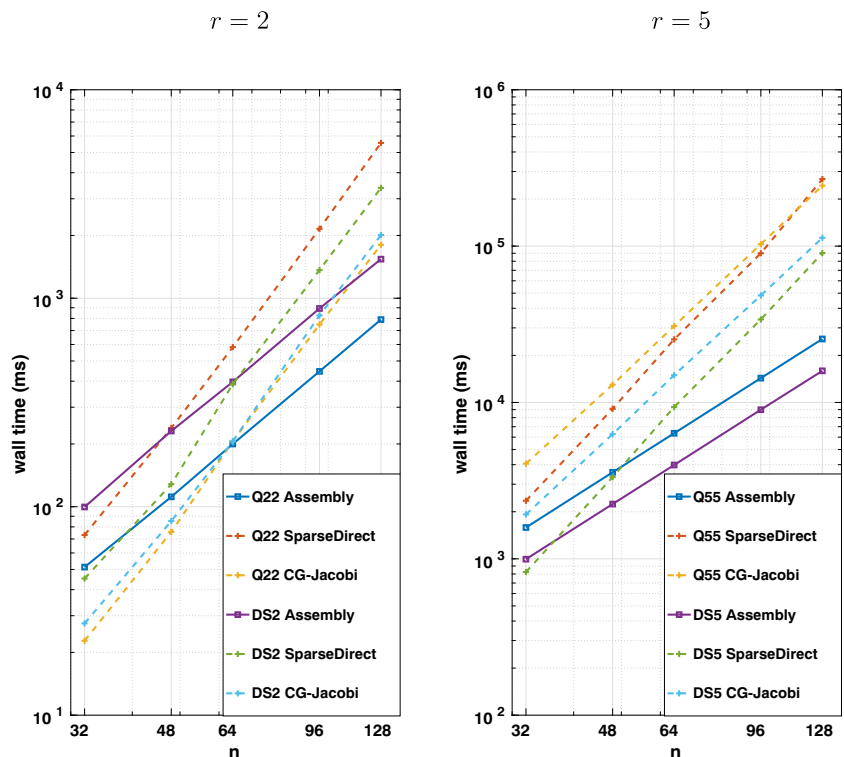 r = 2
10^4
10^3
10^2
10^1
wall time (ms)
32
48
64
96
128
n
Q22 Assembly
Q22 SparseDirect
Q22 CG-Jacobi
DS2 Assembly
DS2 SparseDirect
DS2 CG-Jacobi
r = 5
10^6
10^5
10^4
10^3
10^2
wall time (ms)
32
48
64
96
128
n
Q55 Assembly
Q55 SparseDirect
Q55 CG-Jacobi
DS5 Assembly
DS5 SparseDirect
DS5 CG-Jacobi